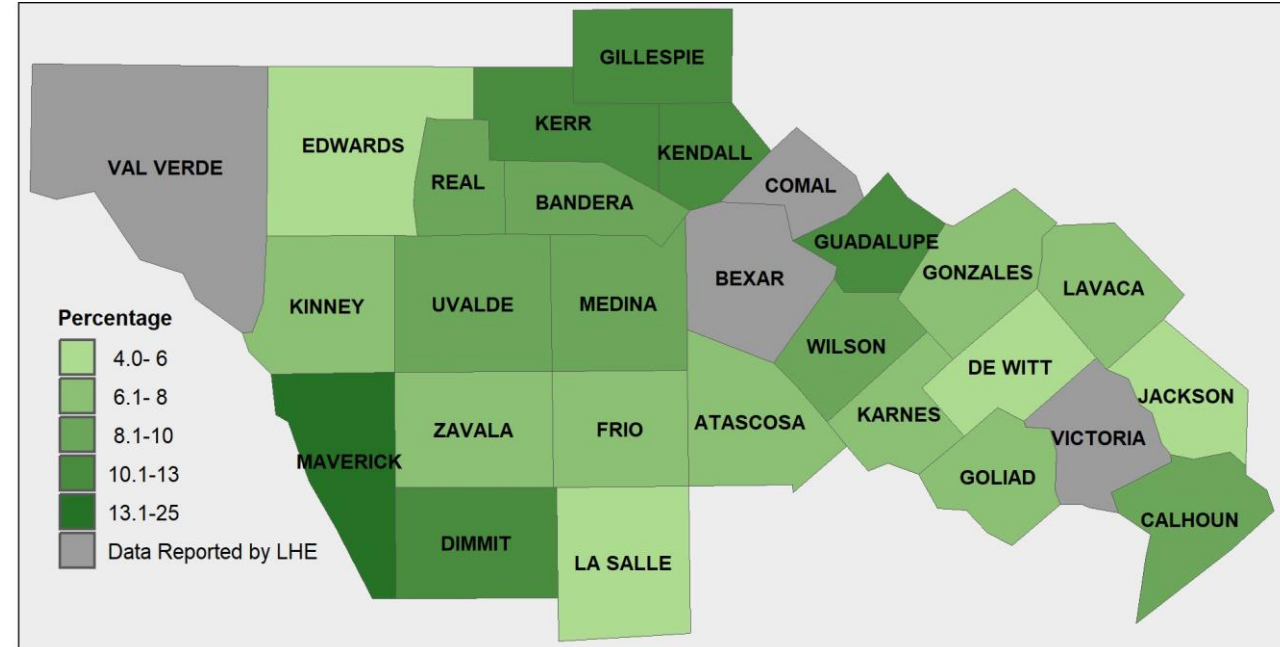 GILLESPIE
KERR
EDWARDS
KENDALL
VAL VERDE
REAL
COMAL
BANDERA
GUADALUPE
GONZALES
BEXAR
LAVACA
KINNEY
UVALDE
MEDINA
WILSON
DE WITT
JACKSON
KARNES
ATASCOSA
ZAVALA
FRIO
VICTORIA
MAVERICK
GOLIAD
CALHOUN
DIMMIT
LA SALLE
Percentage
4.0- 6
6.1- 8
8.1-10
10.1-13
13.1-25
Data Reported by LHE